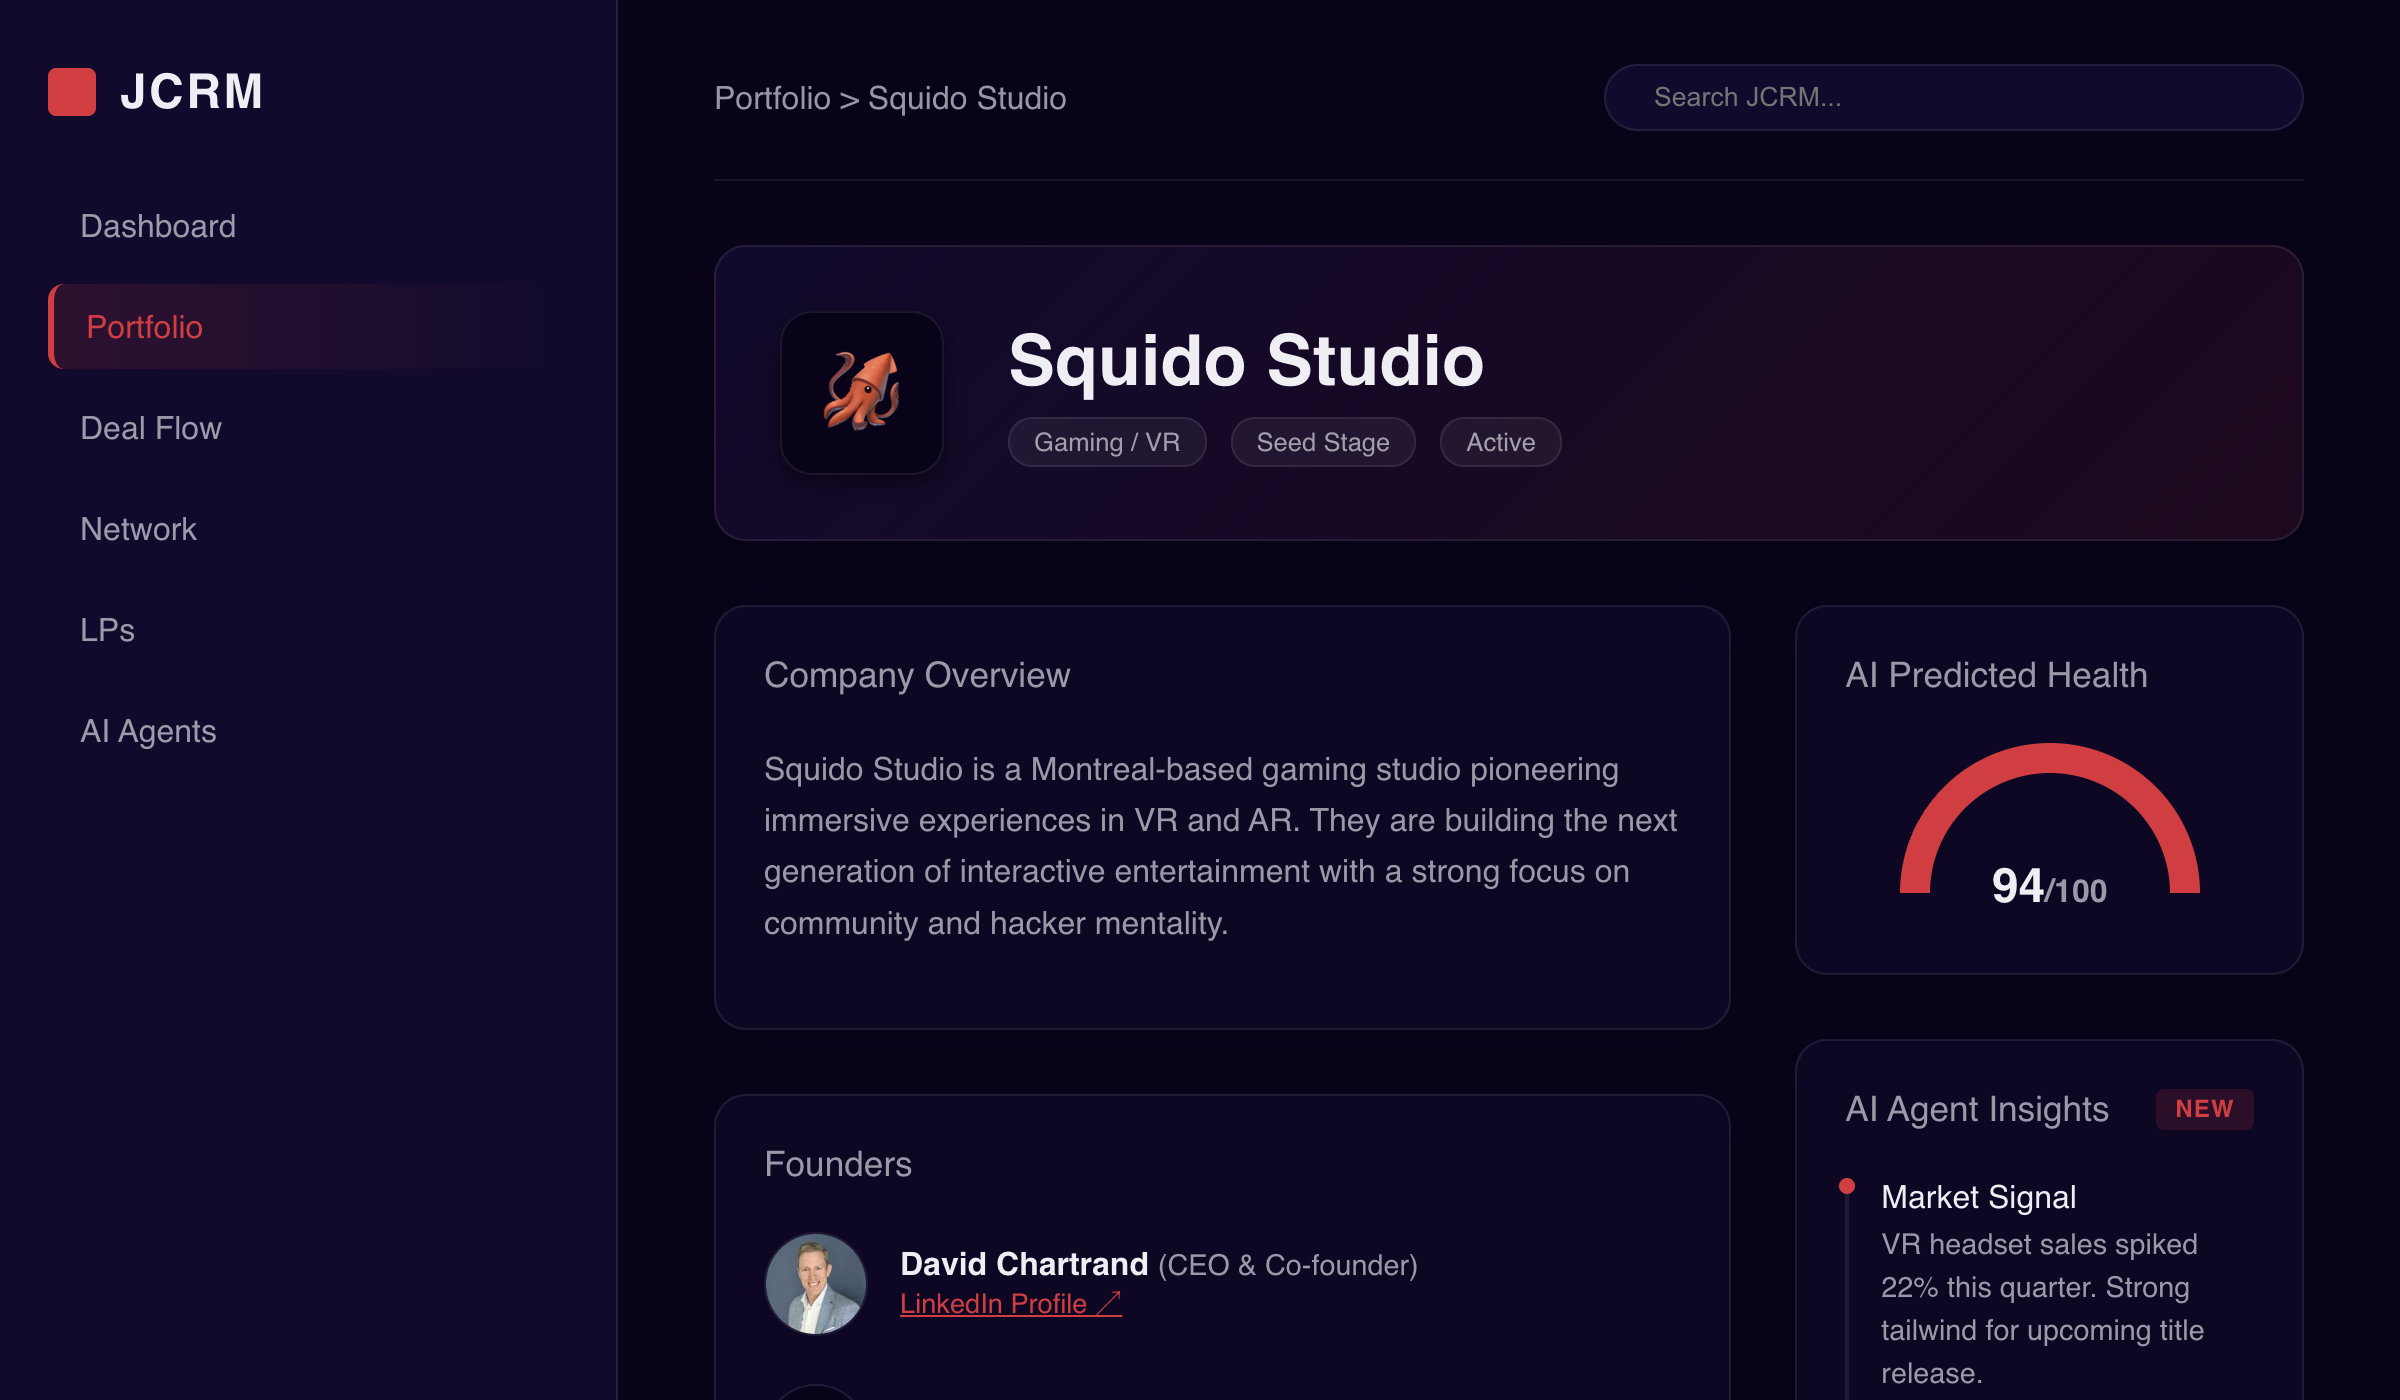 JCRM
Dashboard
Portfolio
Deal Flow
Network
LPs
AI Agents
Portfolio > Squido Studio
Search JCRM...
Squido Studio
Gaming / VR
Seed Stage
Active
Company Overview
Squido Studio is a Montreal-based gaming studio pioneering
immersive experiences in VR and AR. They are building the next
generation of interactive entertainment with a strong focus on
community and hacker mentality.
Founders
David Chartrand (CEO & Co-founder)
LinkedIn Profile ↗
AI Predicted Health
94/100
AI Agent Insights NEW
Market Signal
VR headset sales spiked
22% this quarter. Strong
tailwind for upcoming title
release.